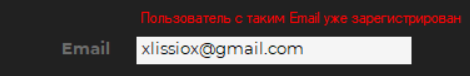 Пользователь с таким Email уже зарегистрирован
Email xlissiox@gmail.com